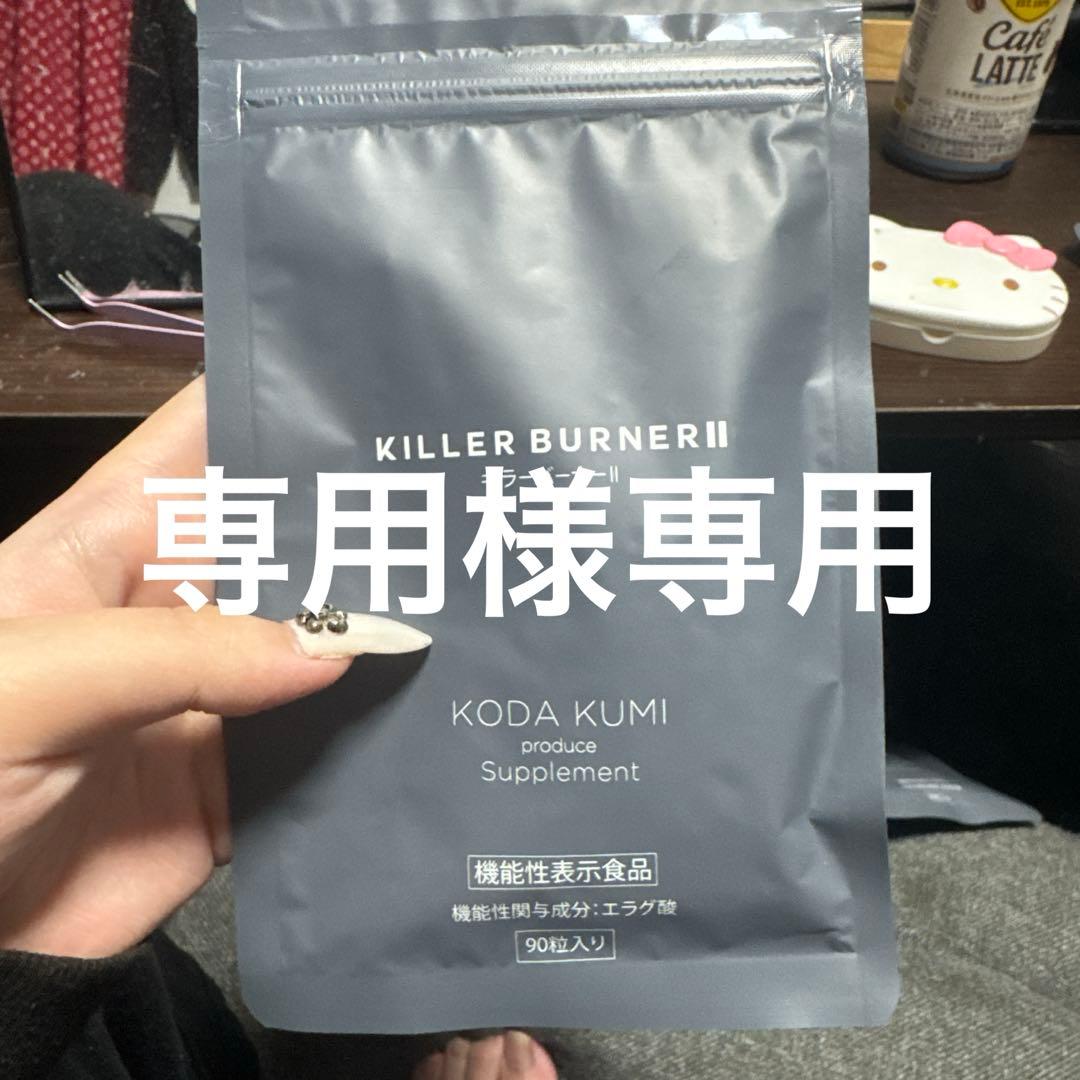 Café
LATTE
KILLER BURNERⅡ
専用様専用
KODA KUMI
produce
Supplement
機能性表示食品
機能性関与成分：エラグ酸
90粒入り